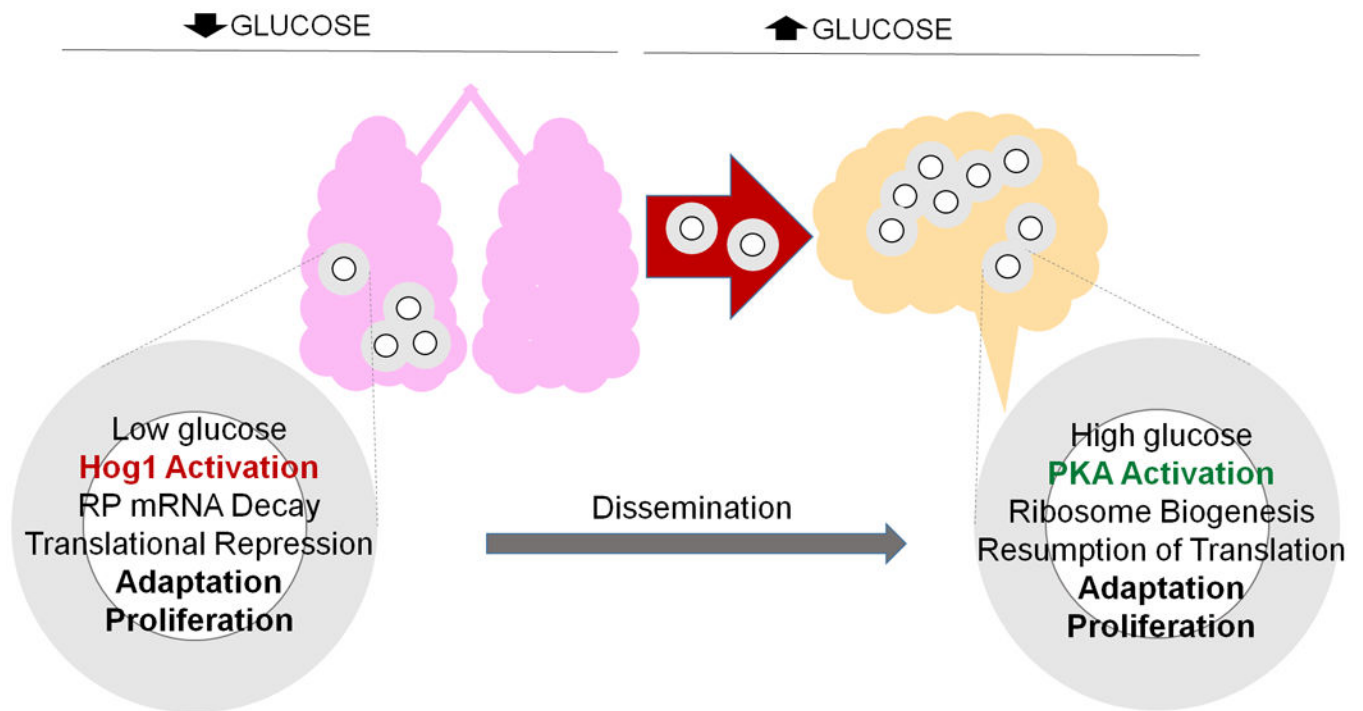 GLUCOSE
GLUCOSE
Low glucose
Hog1 Activation
RP mRNA Decay
Translational Repression
Adaptation
Proliferation
Dissemination
High glucose
PKA Activation
Ribosome Biogenesis
Resumption of Translation
Adaptation
Proliferation